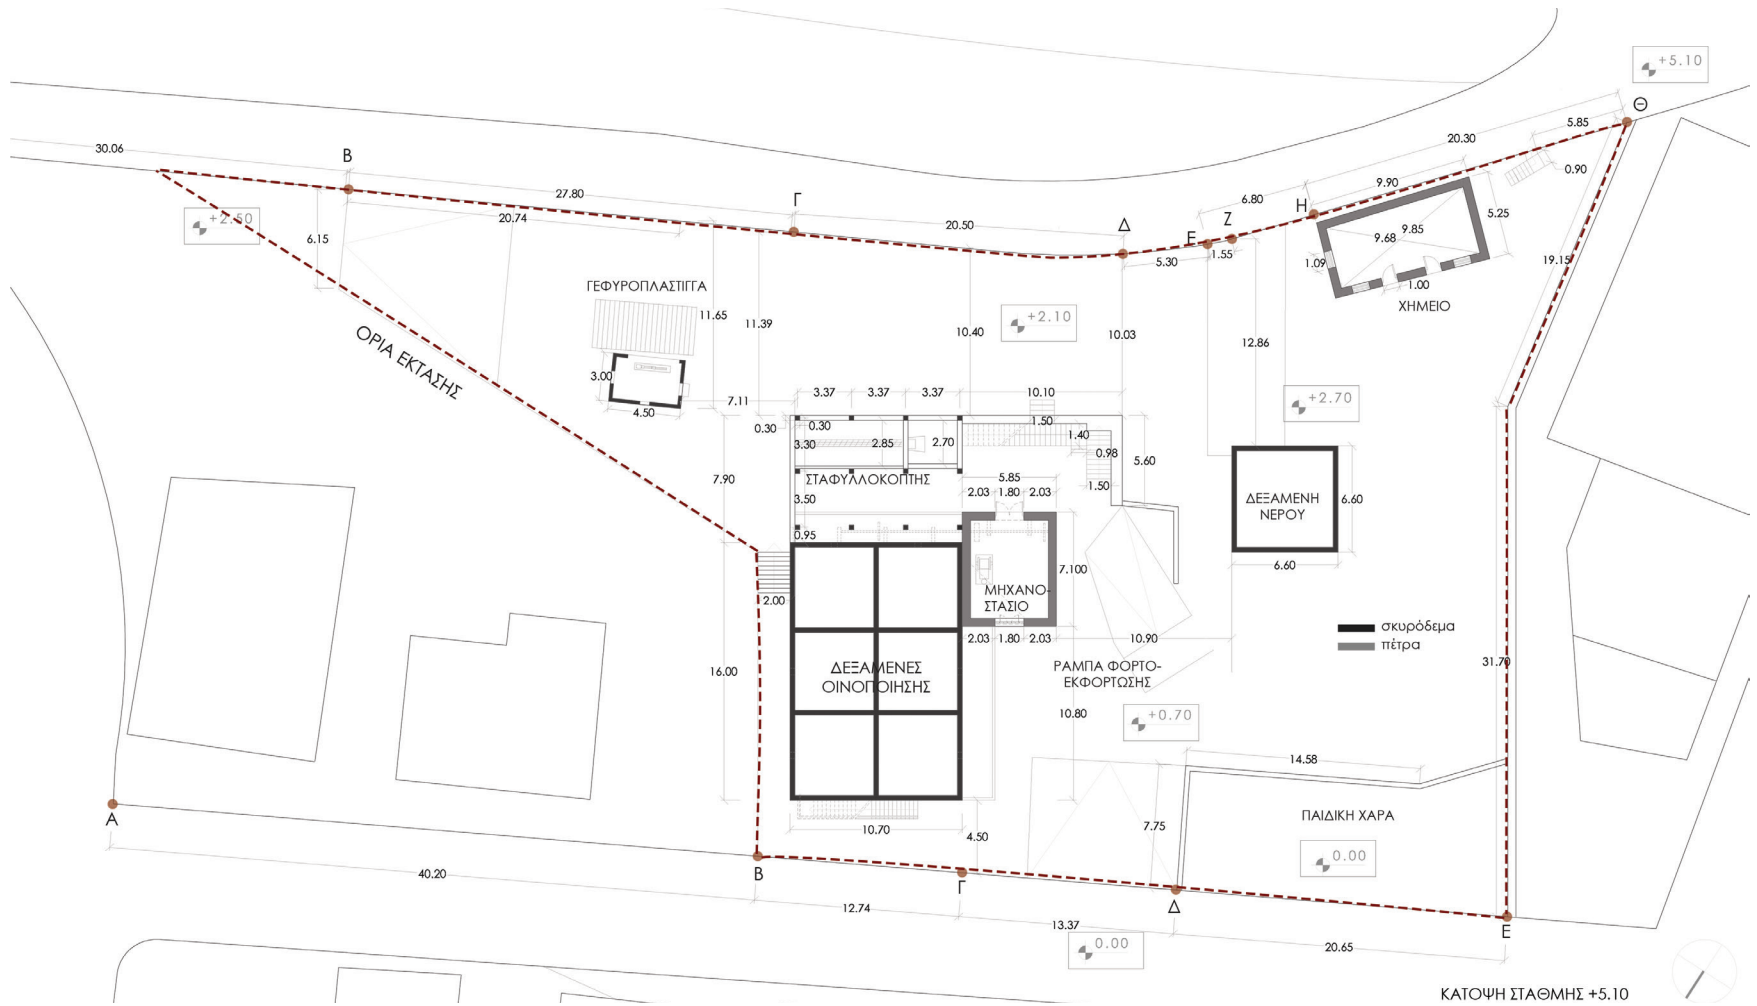 +5.10
Θ
5.85
20.30
30.06
Β
0.90
9.90
27.80
6.80
Γ
Η
+2.50
20.74
Δ
Ζ
5.25
20.50
Ε
9.85
6.15
9.68
1.55
5.30
19.15
1.09
ΓΕΦΥΡΟΠΛΑΣΤΙΓΓΑ
1.00
ΧΗΜΕΙΟ
11.65
+2.10
11.39
10.40
10.03
12.86
ΟΡΙΑ ΕΚΤΑΣΗΣ
3.00
3.37
3.37
3.37
10.10
7.11
+2.70
4.50
0.30
0.30
1.50
3.30
2.85
2.70
1.40
0.98
5.60
7.90
ΣΤΑΦΥΛΛΟΚΟΠΤΗΣ
5.85
1.50
3.50
2.03
1.80
2.03
ΔΕΞΑΜΕΝΗ
ΝΕΡΟΥ
6.60
0.95
6.60
7.100
2.00
ΜΗΧΑΝΟ-
ΣΤΑΣΙΟ
σκυρόδεμα
2.03
1.80
2.03
10.90
πέτρα
16.00
ΔΕΞΑΜΕΝΕΣ
ΟΙΝΟΠΟΙΗΣΗΣ
ΡΑΜΠΑ ΦΟΡΤΟ-
ΕΚΦΟΡΤΩΣΗΣ
31.70
10.80
+0.70
14.58
Α
10.70
4.50
7.75
ΠΑΙΔΙΚΗ ΧΑΡΑ
0.00
40.20
Β
Γ
Δ
12.74
13.37
Ε
0.00
20.65
ΚΑΤΟΨΗ ΣΤΑΘΜΗΣ +5.10